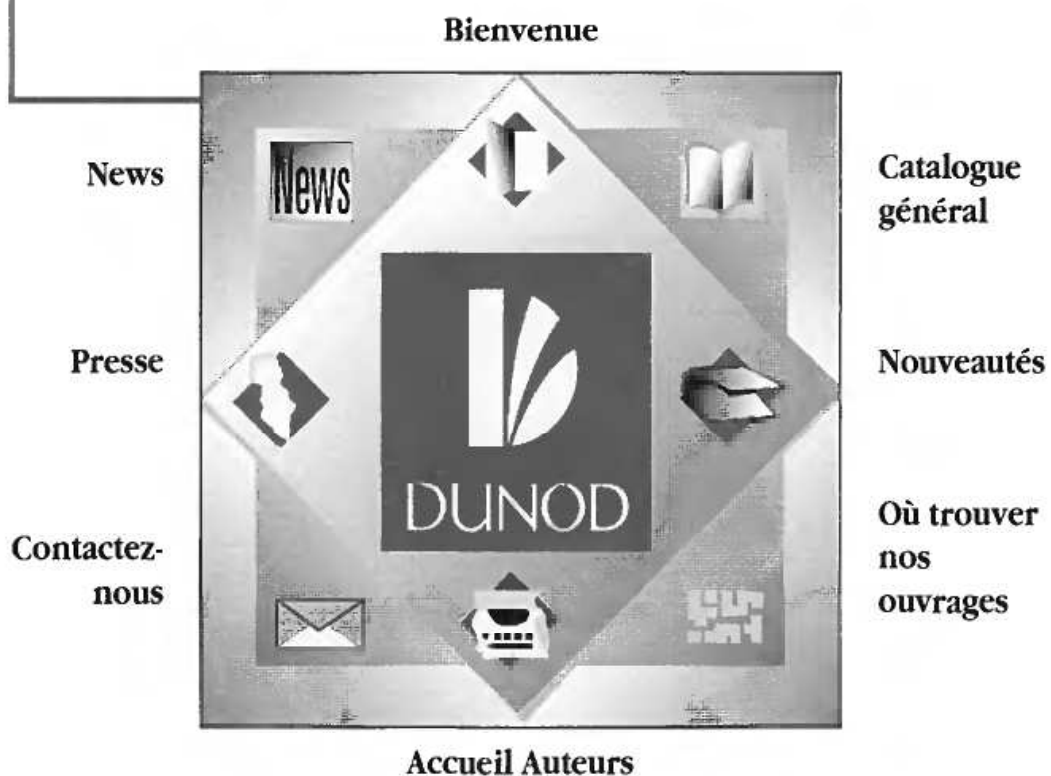 Bienvenue
News
News
Catalogue
général
Presse
Nouveautés
DUNOD
Contactez-
nous
Où trouver
nos
ouvrages
Accueil Auteurs